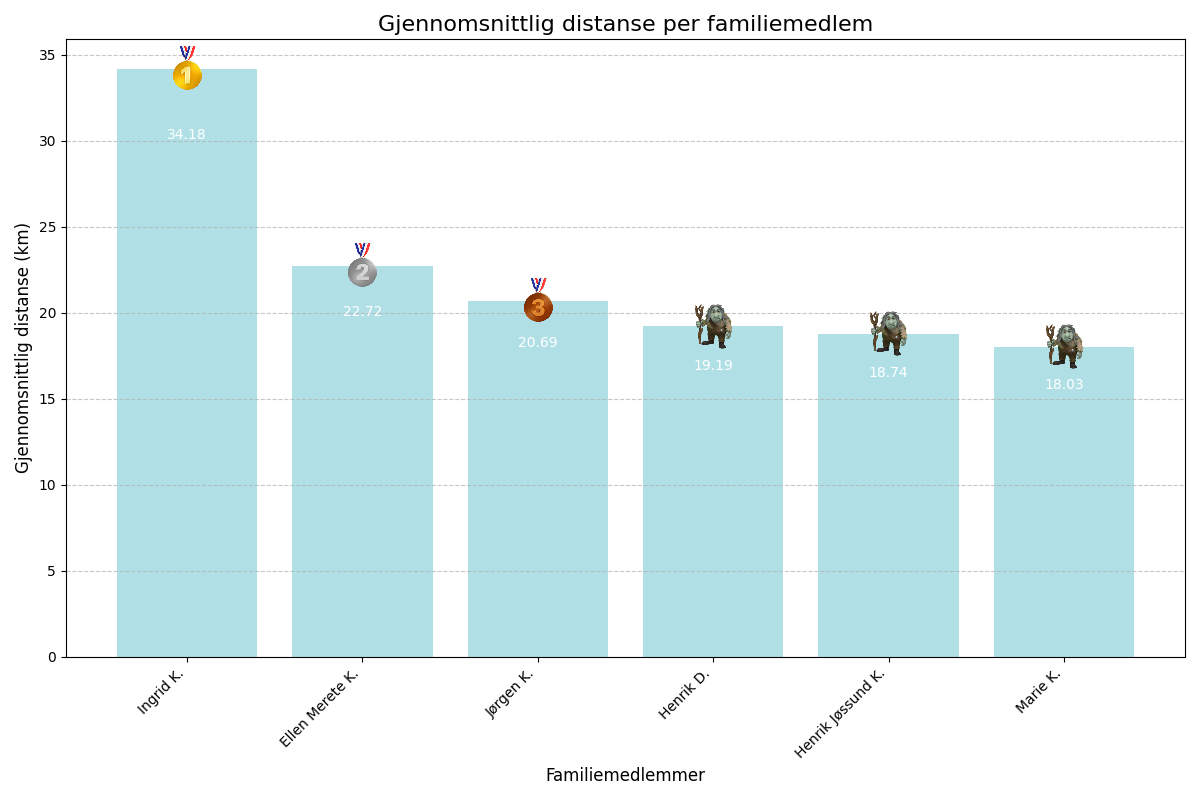 Gjennomsnittlig distanse per familiemedlem
Gjennomsnittlig distanse (km)
35
30
25
20
15
10
5
0
1
2
3
34.18
22.72
20.69
19.19
18.74
18.03
Ingrid K.
Ellen Merete K.
Jørgen K.
Henrik D.
Henrik Jøssund K.
Marie K.
Familiemedlemmer